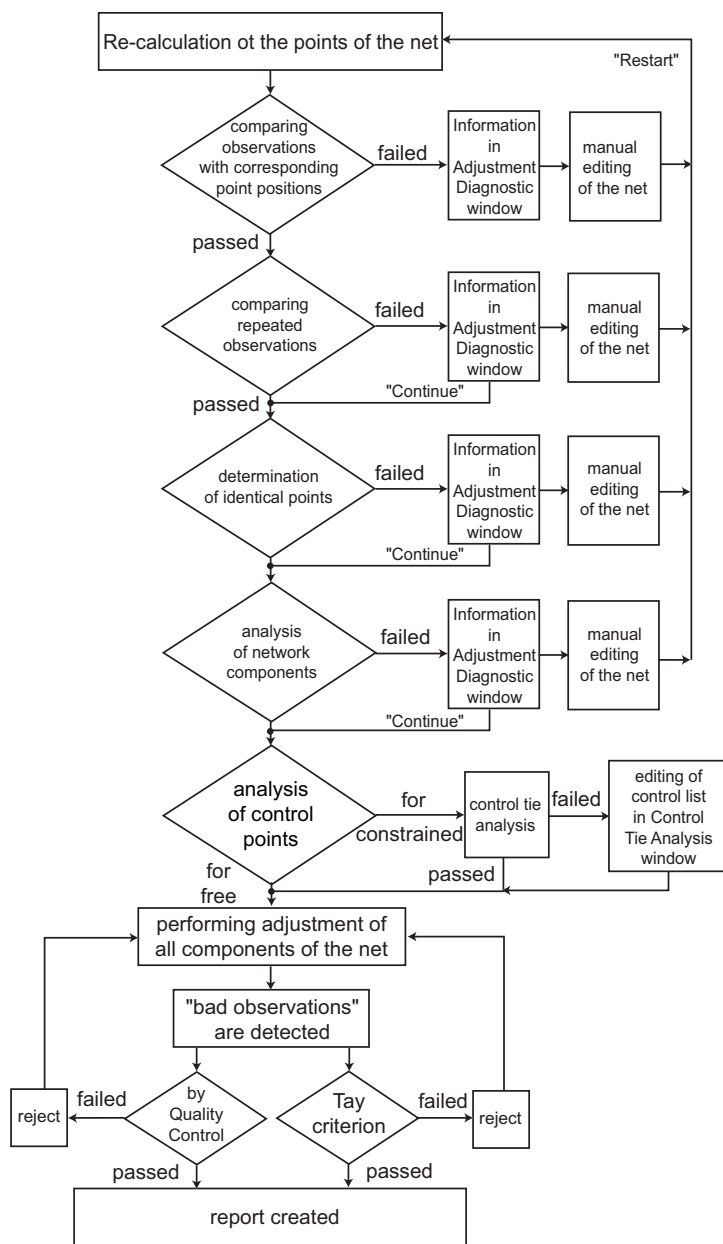 Re-calculation ot the points of the net
"Restart"
comparing
observations
with corresponding
point positions
failed
Information
in
Adjustment
Diagnostic
window
manual
editing
of the net
passed
comparing
repeated
observations
failed
Information
in
Adjustment
Diagnostic
window
manual
editing
of the net
"Continue"
passed
determination
of identical points
failed
Information
in
Adjustment
Diagnostic
window
manual
editing
of the net
"Continue"
analysis
of network
components
failed
Information
in
Adjustment
Diagnostic
window
manual
editing
of the net
"Continue"
analysis
of control
points
for
constrained
control tie
analysis
failed
editing of
control list
in Control
Tie Analysis
window
passed
for
free
performing adjustment of
all components of the net
"bad observations"
are detected
reject
failed
by
Quality
Control
Tay
criterion
failed
reject
passed
passed
report created